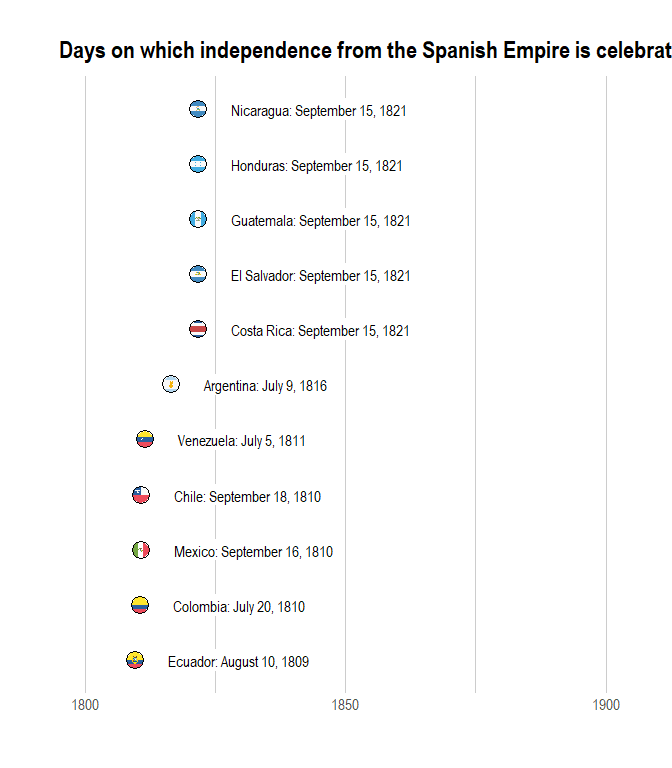 Days on which independence from the Spanish Empire is celebrat
Nicaragua: September 15, 1821
Honduras: September 15, 1821
Guatemala: September 15, 1821
El Salvador: September 15, 1821
Costa Rica: September 15, 1821
Argentina: July 9, 1816
Venezuela: July 5, 1811
Chile: September 18, 1810
Mexico: September 16, 1810
Colombia: July 20, 1810
Ecuador: August 10, 1809
1800 1850 1900